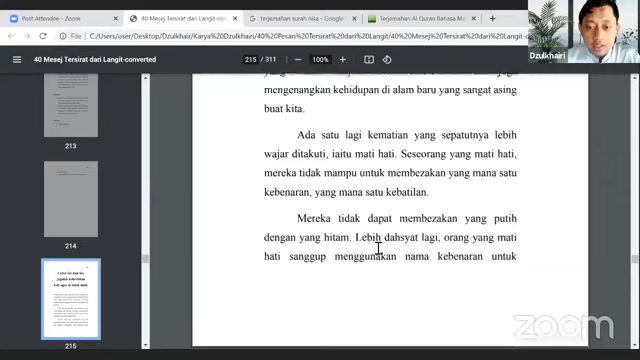 Post Attendee - Zoom
40 Mesej Tersirat dari Langit-con
terjemahan surah nisa - Google S
Terjemahan Al Quran Bahasa M
C:/Users/user/Desktop/Dzulkhair/Karya%20Dzulkhairi/40%20Pesan%20Tersirat%20dari%20Langit/40%20Mesej%20Tersirat%20dari%20Langit-conver
Dzulkhairi
40 Mesej Tersirat dari Langit-converted
215 / 311
100%
mengenangkan kehidupan di alam baru yang sangat asing
buat kita.
Ada satu lagi kematian yang sepatutnya lebih
wajar ditakuti, iaitu mati hati. Seseorang yang mati hati,
mereka tidak mampu untuk membezakan yang mana satu
kebenaran, yang mana satu kebatilan.
Mereka tidak dapat membezakan yang putih
dengan yang hitam. Lebih dahsyat lagi, orang yang mati
hati sanggup menggunakan nama kebenaran untuk
213
214
215
zoom